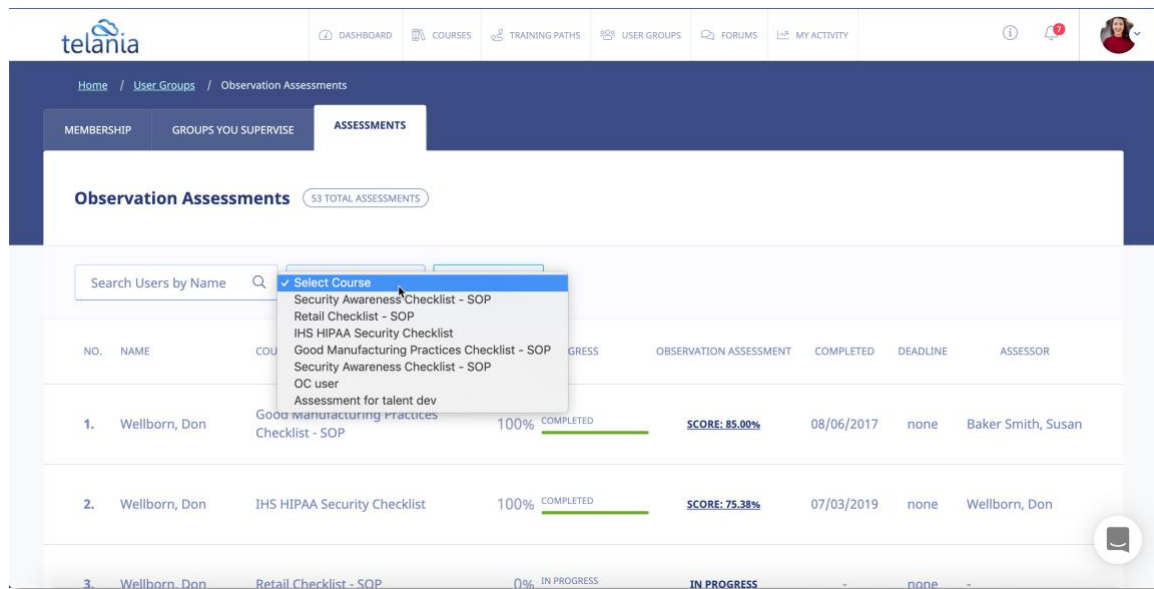 telania
DASHBOARD COURSES TRAINING PATHS USER GROUPS FORUMS MY ACTIVITY
Home / User Groups / Observation Assessments
MEMBERSHIP GROUPS YOU SUPERVISE ASSESSMENTS
Observation Assessments 53 TOTAL ASSESSMENTS
Search Users by Name
✓ Select Course
Security Awareness Checklist - SOP
Retail Checklist - SOP
IHS HIPAA Security Checklist
Good Manufacturing Practices Checklist - SOP
Security Awareness Checklist - SOP
OC user
Assessment for talent dev
NO. NAME COU GRESS OBSERVATION ASSESSMENT COMPLETED DEADLINE ASSESSOR
1. Wellborn, Don Good Manufacturing Practices
Checklist - SOP 100% COMPLETED SCORE: 85.00% 08/06/2017 none Baker Smith, Susan
2. Wellborn, Don IHS HIPAA Security Checklist 100% COMPLETED SCORE: 75.38% 07/03/2019 none Wellborn, Don
3. Wellborn, Don Retail Checklist - SOP 0% IN PROGRESS IN PROGRESS - none -